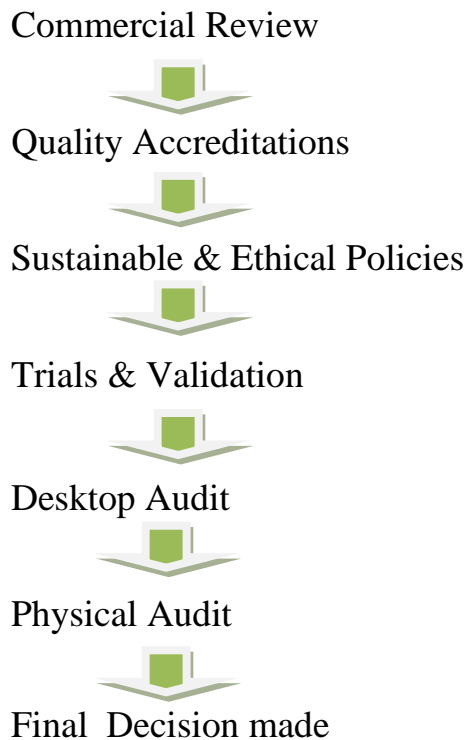 Commercial Review
Quality Accreditations
Sustainable & Ethical Policies
Trials & Validation
Desktop Audit
Physical Audit
Final  Decision made